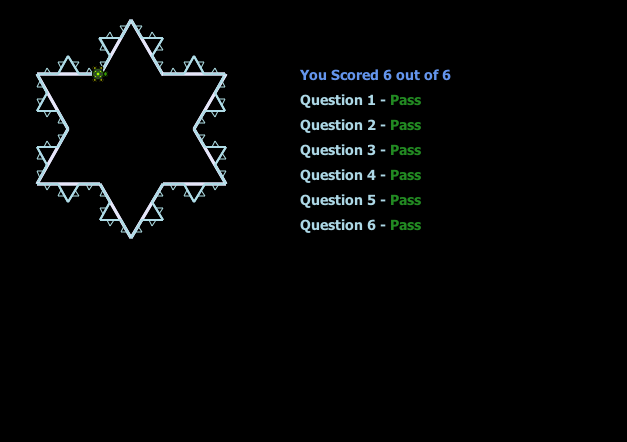 You Scored 6 out of 6
Question 1 - Pass
Question 2 - Pass
Question 3 - Pass
Question 4 - Pass
Question 5 - Pass
Question 6 - Pass